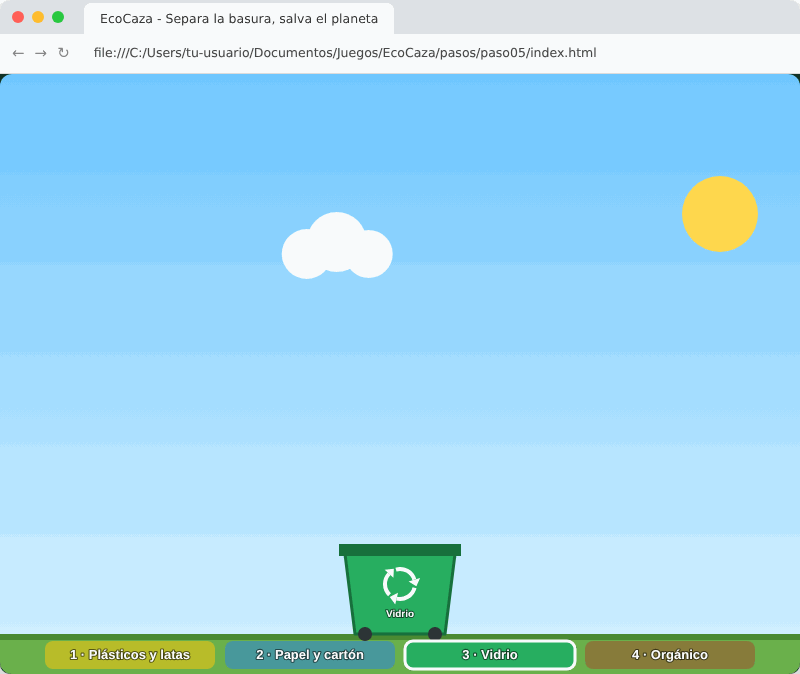 EcoCaza - Separa la basura, salva el planeta
file:///C:/Users/tu-usuario/Documentos/Juegos/EcoCaza/pasos/paso05/index.html
Vidrio
1 · Plásticos y latas
2 · Papel y cartón
3 · Vidrio
4 · Orgánico